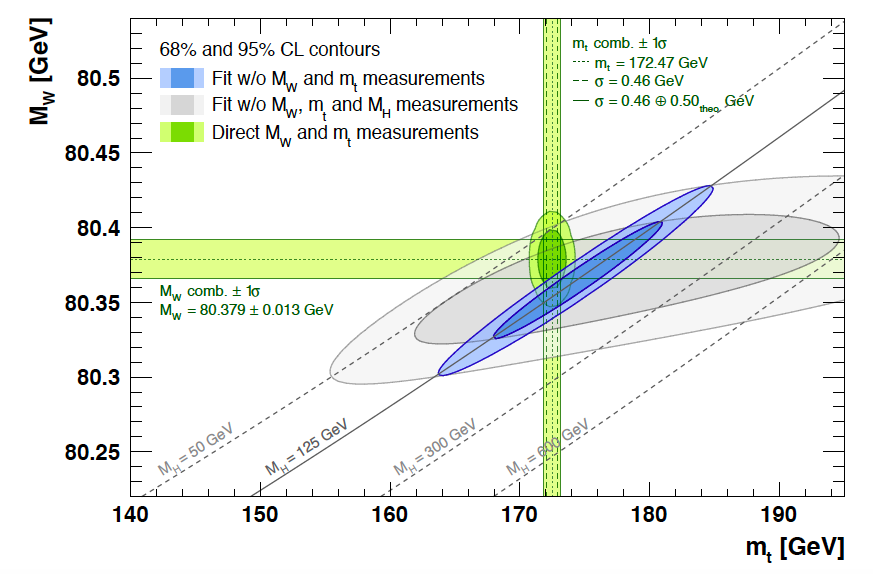 M_W [GeV]
80.5
80.45
80.4
80.35
80.3
80.25
68% and 95% CL contours
Fit w/o M_W and m_t measurements
Fit w/o M_W, m_t and M_H measurements
Direct M_W and m_t measurements
m_t comb. ± 1σ
m_t = 172.47 GeV
σ = 0.46 GeV
σ = 0.46 ⊕ 0.50_theo GeV
M_W comb. ± 1σ
M_W = 80.379 ± 0.013 GeV
M_H = 50 GeV
M_H = 125 GeV
M_H = 300 GeV
M_H = 600 GeV
140 150 160 170 180 190
m_t [GeV]